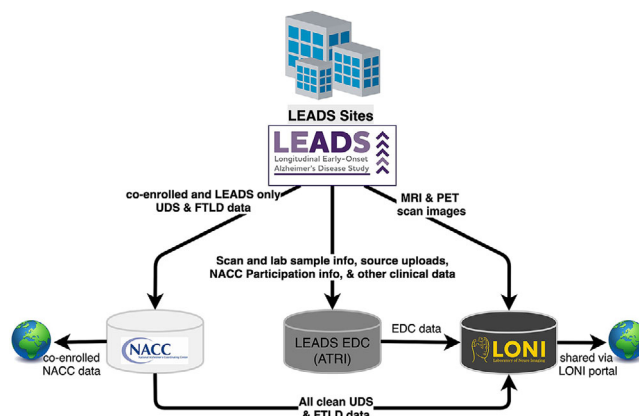 LEADS Sites
LEADS
Longitudinal Early-Onset
Alzheimer's Disease Study
co-enrolled and LEADS only
UDS & FTLD data
MRI & PET
scan images
Scan and lab sample info, source uploads,
NACC Participation info, & other clinical data
co-enrolled
NACC data
NACC
LEADS EDC
(ATRI)
EDC data
LONI
Laboratory of Neuro Imaging
shared via
LONI portal
All clean UDS
& FTLD data